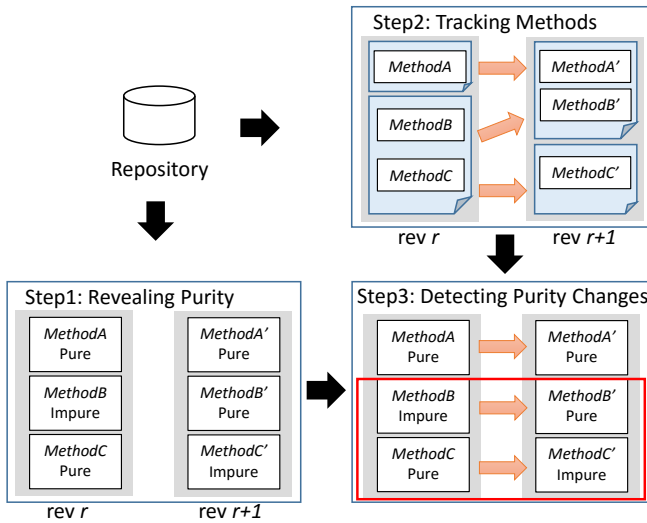 Step2: Tracking Methods
MethodA
MethodA'
MethodB
MethodB'
MethodC
MethodC'
rev r
rev r+1
Repository
Step1: Revealing Purity
MethodA
Pure
MethodA'
Pure
MethodB
Impure
MethodB'
Pure
MethodC
Pure
MethodC'
Impure
rev r
rev r+1
Step3: Detecting Purity Changes
MethodA
Pure
MethodA'
Pure
MethodB
Impure
MethodB'
Pure
MethodC
Pure
MethodC'
Impure